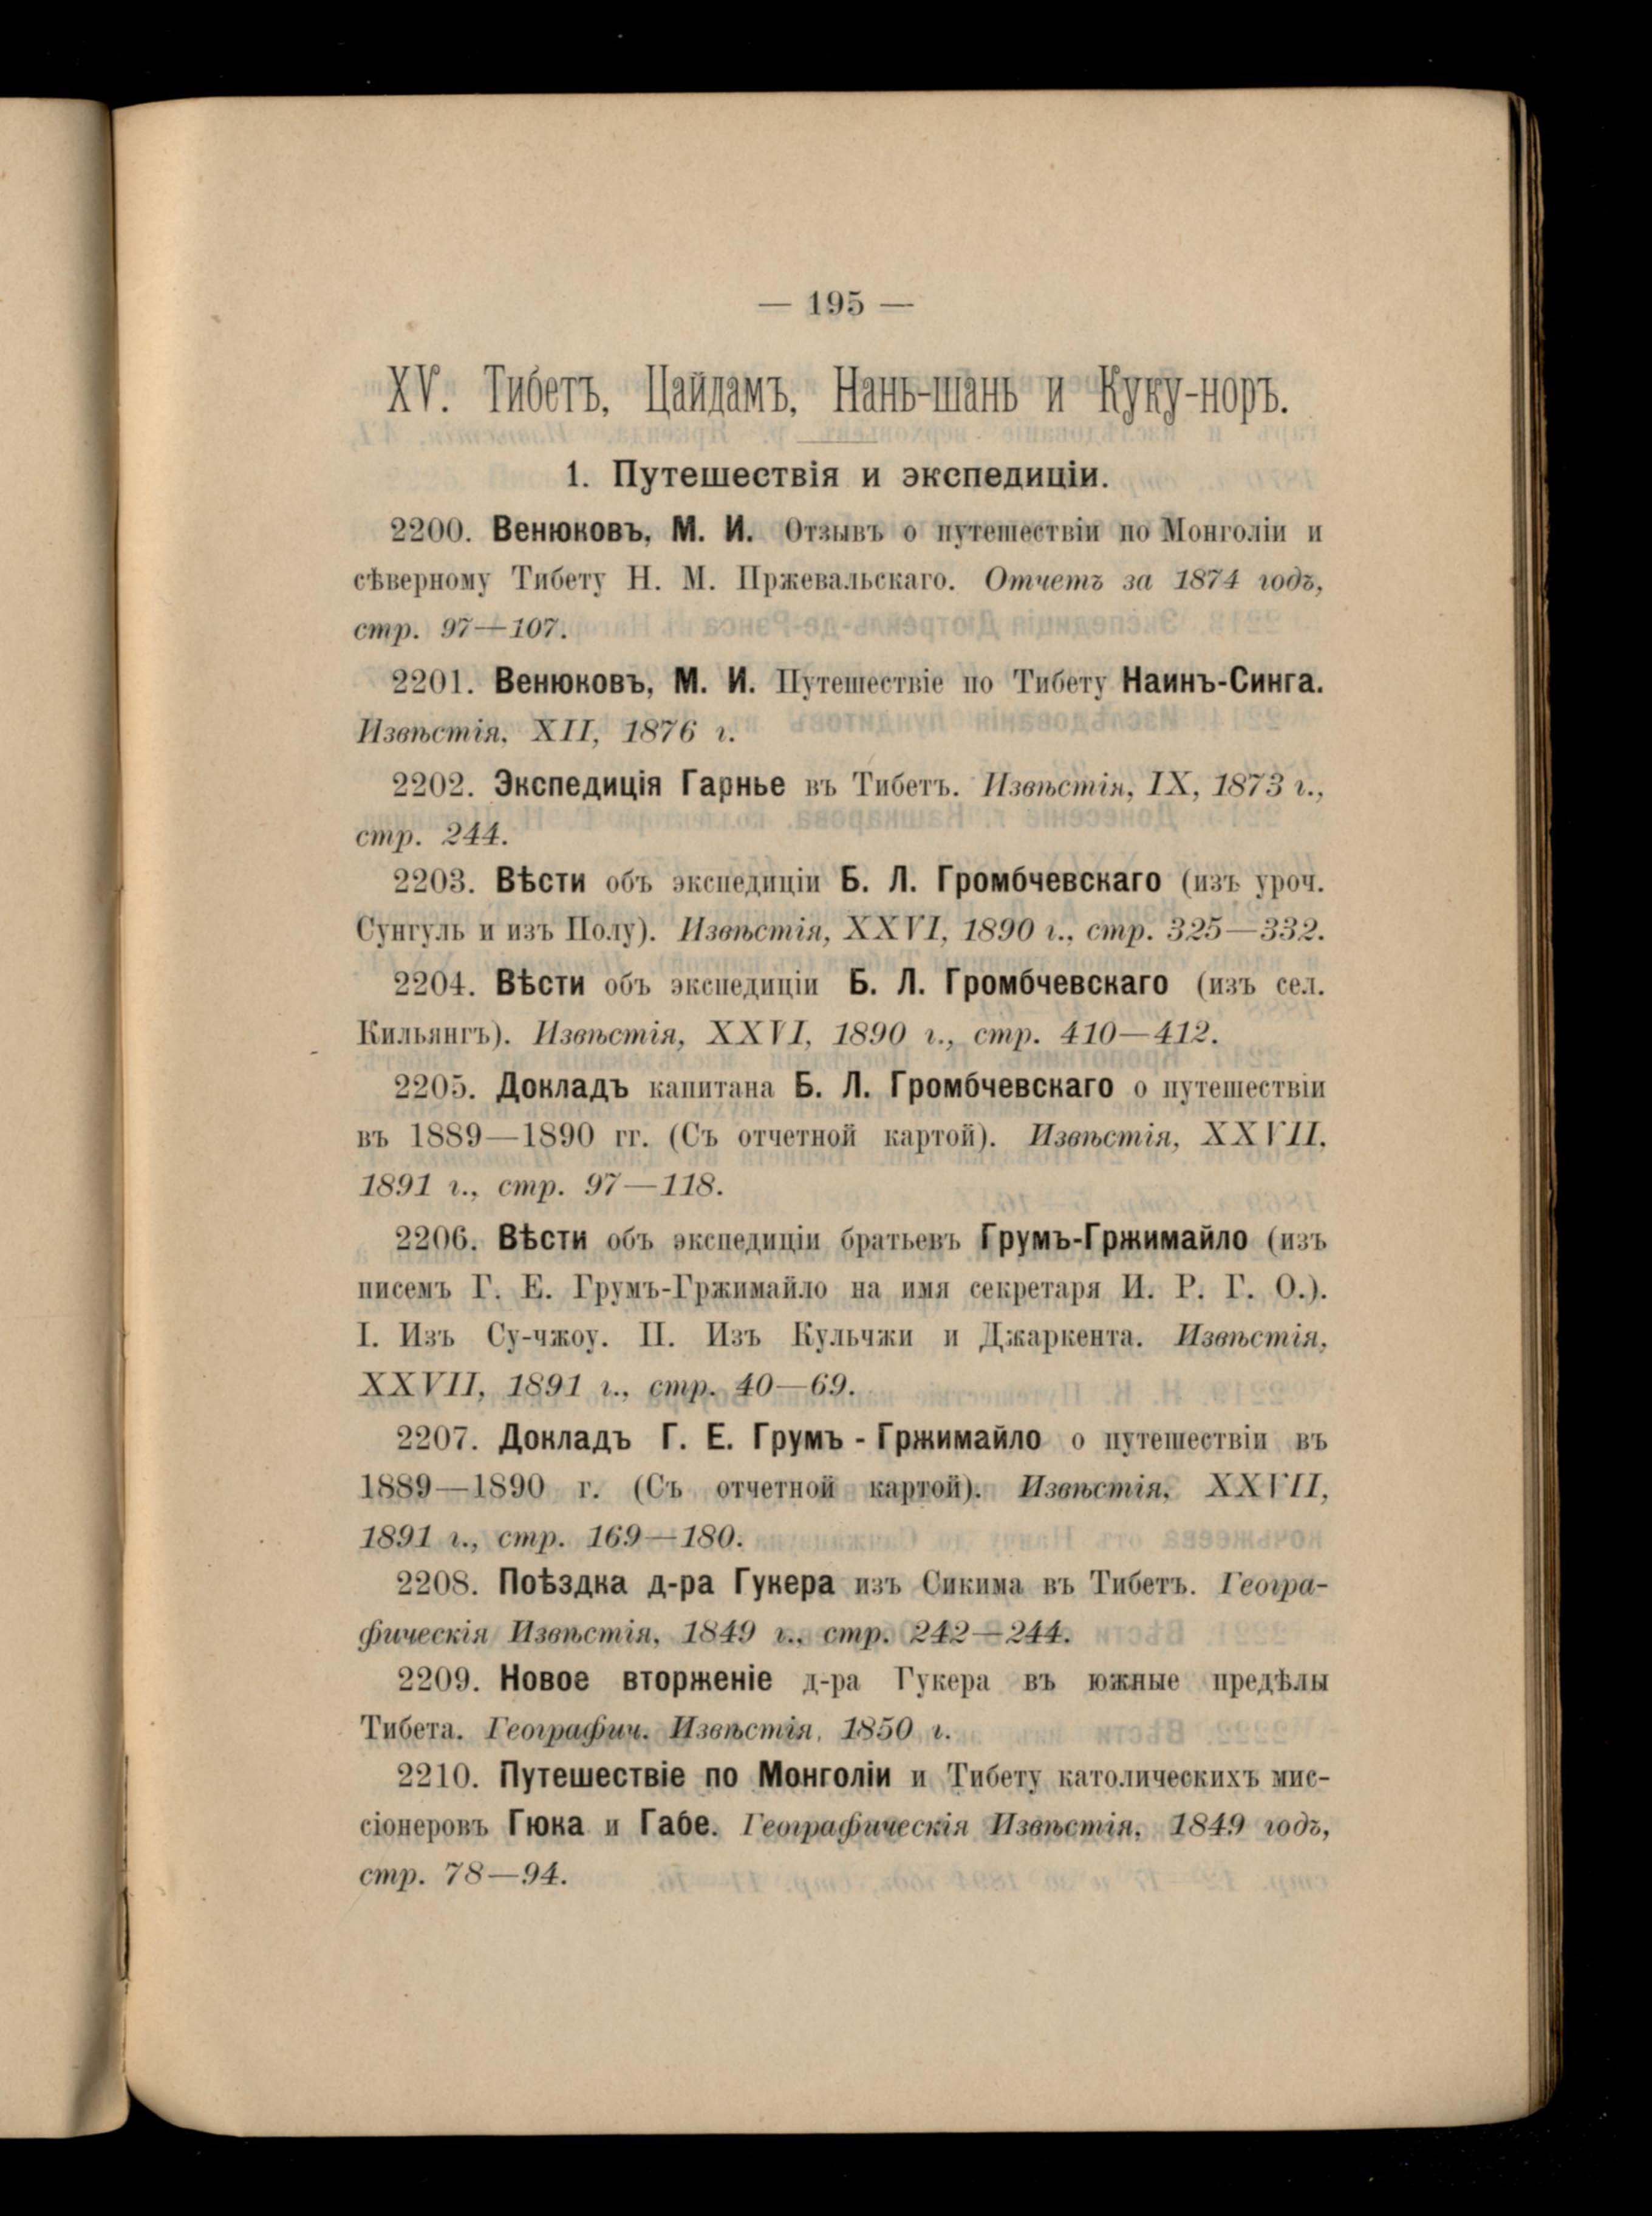 — 195 —
XV. Тибетъ, Цайдамъ, Нань-шань и Куку-норъ.
1. Путешествія и экспедиціи.
2200. Венюковъ, М. И. Отзывъ о путешествіи по Монголіи и
сѣверному Тибету Н. М. Пржевальскаго. Отчетъ за 1874 годъ,
стр. 97—107.
2201. Венюковъ, М. И. Путешествіе по Тибету Наинъ-Синга.
Извѣстія, XII, 1876 г.
2202. Экспедиція Гарнье въ Тибетъ. Извѣстія, IX, 1873 г.,
стр. 244.
2203. Вѣсти объ экспедиціи Б. Л. Громбчевскаго (изъ уроч.
Сунгуль и изъ Полу). Извѣстія, XXVI, 1890 г., стр. 325—332.
2204. Вѣсти объ экспедиціи Б. Л. Громбчевскаго (изъ сел.
Кильянгъ). Извѣстія, XXVI, 1890 г., стр. 410—412.
2205. Докладъ капитана Б. Л. Громбчевскаго о путешествіи
въ 1889—1890 гг. (Съ отчетной картой). Извѣстія, XXVII,
1891 г., стр. 97—118.
2206. Вѣсти объ экспедиціи братьевъ Грумъ-Гржимайло (изъ
писемъ Г. Е. Грумъ-Гржимайло на имя секретаря И. Р. Г. О.).
I. Изъ Су-чжоу. II. Изъ Кульчжи и Джаркента. Извѣстія,
XXVII, 1891 г., стр. 40—69.
2207. Докладъ Г. Е. Грумъ - Гржимайло о путешествіи въ
1889—1890 г. (Съ отчетной картой). Извѣстія, XXVII,
1891 г., стр. 169—180.
2208. Поѣздка д-ра Гукера изъ Сикима въ Тибетъ. Геогра-
фическія Извѣстія, 1849 г., стр. 242—244.
2209. Новое вторженіе д-ра Гукера въ южные предѣлы
Тибета. Географич. Извѣстія, 1850 г.
2210. Путешествіе по Монголіи и Тибету католическихъ мис-
сіонеровъ Гюка и Габе. Географическія Извѣстія, 1849 годъ,
стр. 78—94.